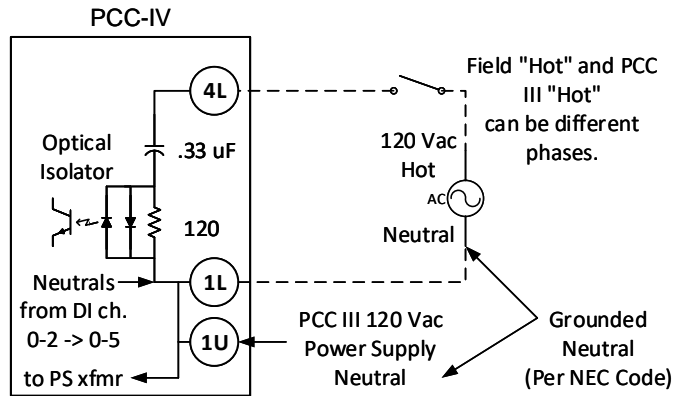 PCC-IV
4L
.33 uF
Optical
Isolator
120
Neutrals
from DI ch.
0-2 -> 0-5
1L
1U
to PS xfmr
Field "Hot" and PCC
III "Hot"
can be different
phases.
120 Vac
Hot
AC
Neutral
PCC III 120 Vac
Power Supply
Neutral
Grounded
Neutral
(Per NEC Code)